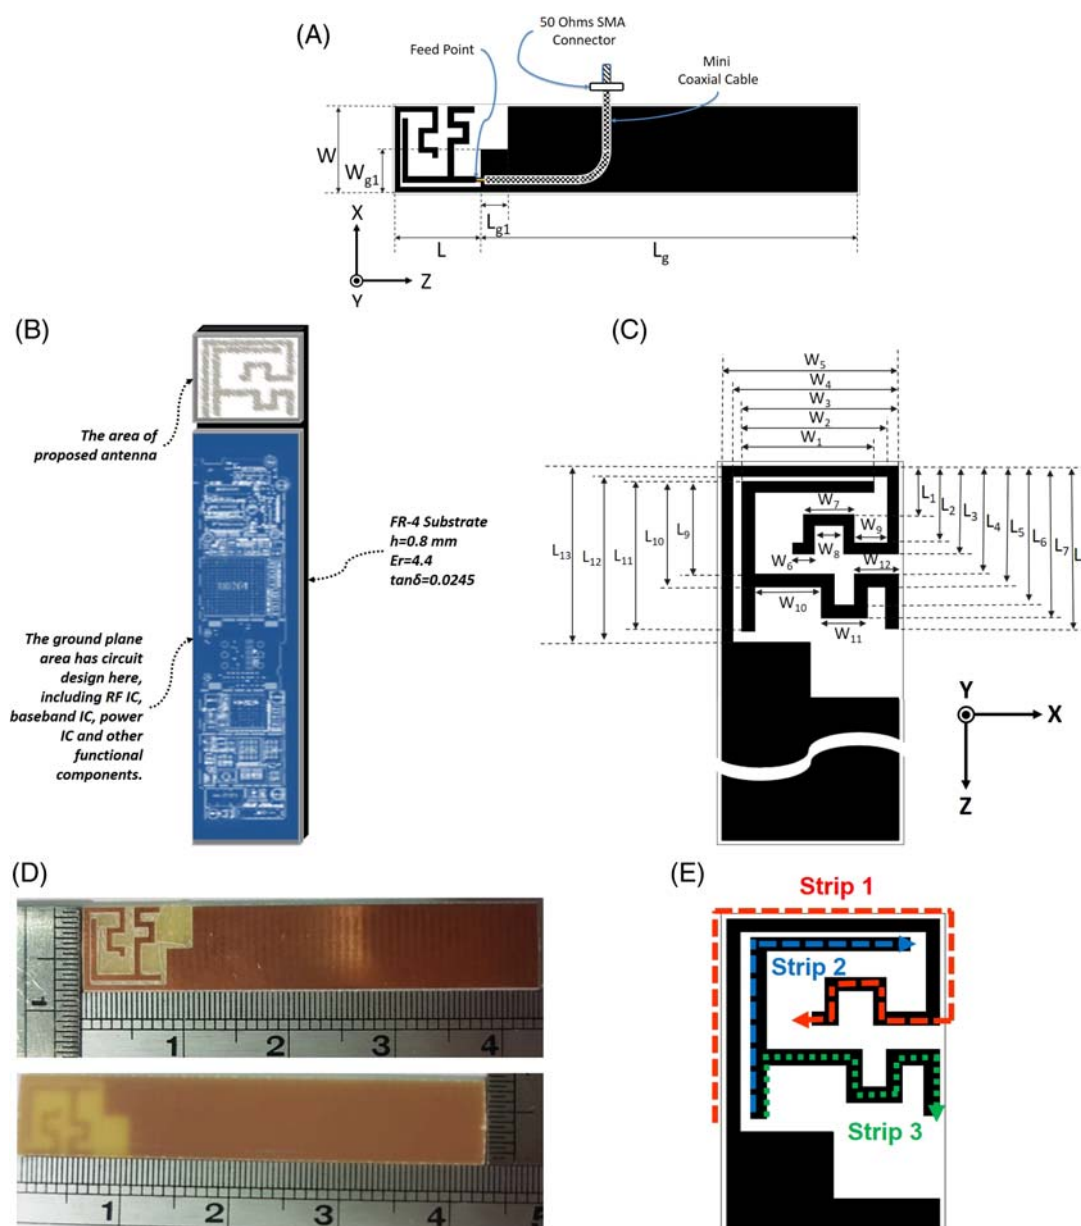 (A)
50 Ohms SMA
Connector
Feed Point
Mini
Coaxial Cable
W
Wg1
X
Lg1
L
Lg
Z
Y
(B)
(C)
The area of
proposed antenna
FR-4 Substrate
h=0.8 mm
Er=4.4
tanδ=0.0245
The ground plane
area has circuit
design here,
including RF IC,
baseband IC, power
IC and other
functional
components.
W5
W4
W3
W2
W1
W7
L1
L2
L3
L4
L5
L6
L7
L
W9
L9
L10
L11
L12
L13
W6
W8
W12
W10
W11
Y
X
Z
(D)
1
1
2
3
4
1
2
3
4
5
(E)
Strip 1
Strip 2
Strip 3